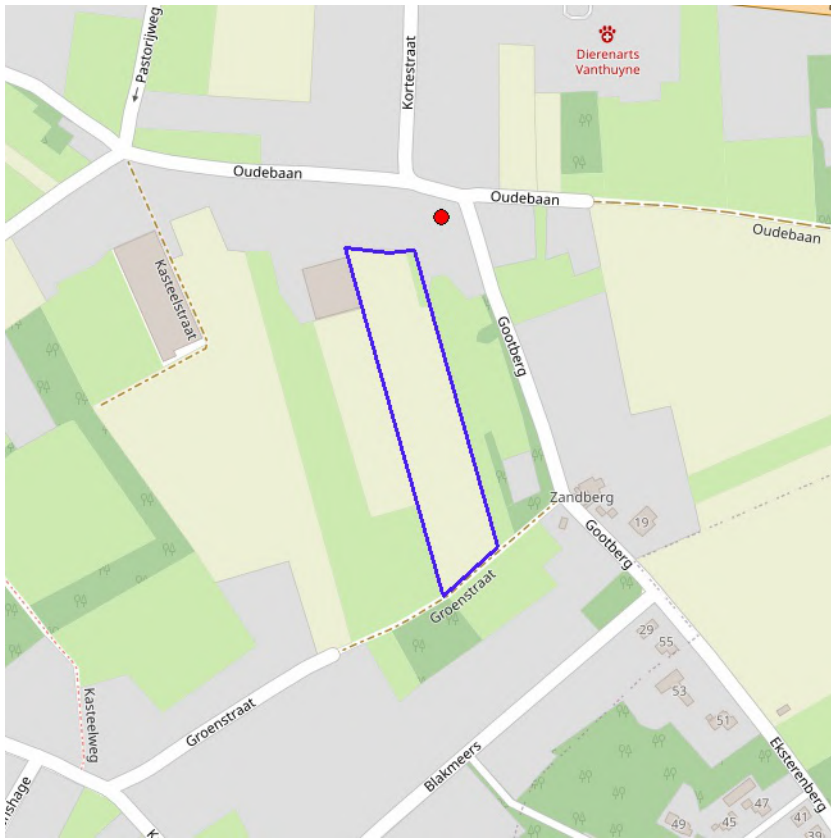 Pastorijweg
Kortestraat
Dierenarts
Vanthuyne
Oudebaan
Oudebaan
Oudebaan
Kasteelstraat
Gootberg
Zandberg
19
Gootberg
Groenstraat
29
55
53
51
Kasteelweg
Groenstraat
Blakmeers
Eksterenberg
nshage
47
41
49
45
39
K